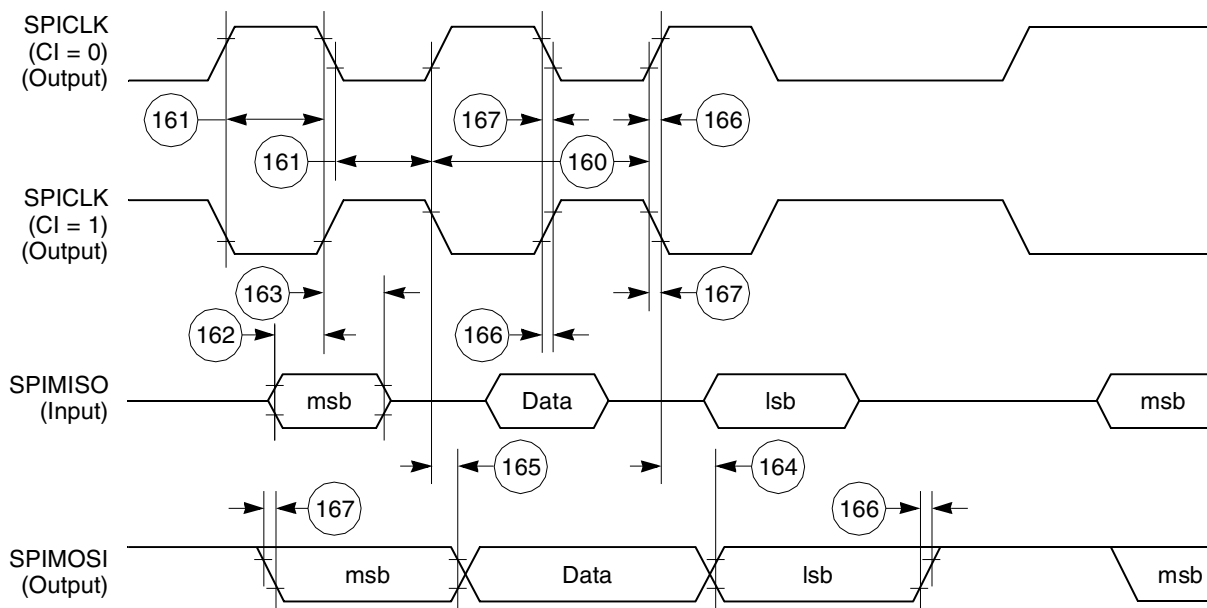 SPICLK
(CI = 0)
(Output)
161
167
166
161
160
SPICLK
(CI = 1)
(Output)
163
167
162
166
SPIMISO
(Input)
msb
Data
lsb
msb
165
164
167
166
SPIMOSI
(Output)
msb
Data
lsb
msb